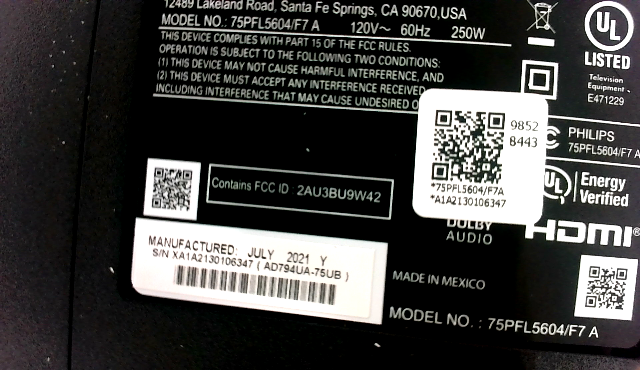 12489 Lakeland Road, Santa Fe Springs, CA 90670,USA
MODEL NO.: 75PFL5604/F7 A 120V~ 60Hz 250W
THIS DEVICE COMPLIES WITH PART 15 OF THE FCC RULES.
OPERATION IS SUBJECT TO THE FOLLOWING TWO CONDITIONS:
(1) THIS DEVICE MAY NOT CAUSE HARMFUL INTERFERENCE, AND
(2) THIS DEVICE MUST ACCEPT ANY INTERFERENCE RECEIVED,
INCLUDING INTERFERENCE THAT MAY CAUSE UNDESIRED O
UL
LISTED
Television
Equipment
E471229
9852
8443
*75PFL5604/F7A
*A1A2130106347
PHILIPS
75PFL5604/F7 A
UL
Energy
Verified
Contains FCC ID : 2AU3BU9W42
DOLBY
AUDIO
HDMI®
MANUFACTURED: JULY 2021 Y
S/N XA1A2130106347 ( AD794UA-75UB )
MADE IN MEXICO
MODEL NO. : 75PFL5604/F7 A